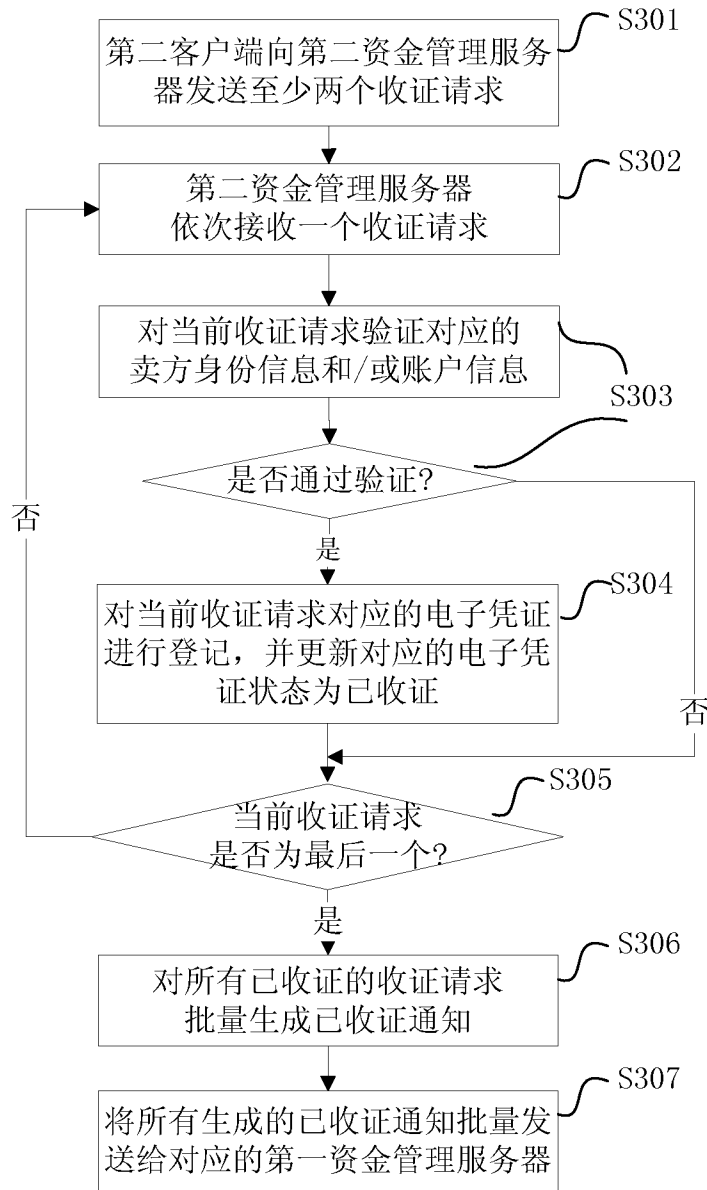 S301
第二客户端向第二资金管理服务
器发送至少两个收证请求
S302
第二资金管理服务器
依次接收一个收证请求
对当前收证请求验证对应的
卖方身份信息和/或账户信息
S303
是否通过验证?
否
是
S304
对当前收证请求对应的电子凭证
进行登记，并更新对应的电子凭
证状态为已收证
否
S305
当前收证请求
是否为最后一个?
是
S306
对所有已收证的收证请求
批量生成已收证通知
S307
将所有生成的已收证通知批量发
送给对应的第一资金管理服务器